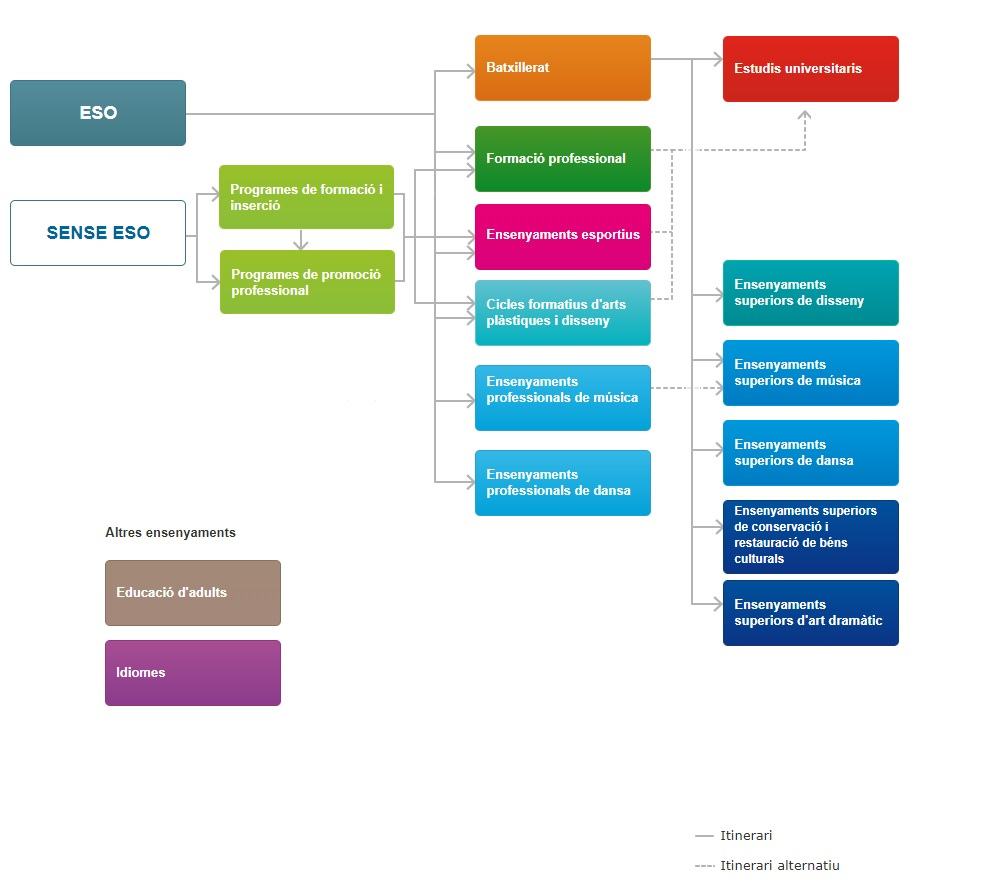 ESO
SENSE ESO
Programes de formació i
inserció
Programes de promoció
professional
Batxillerat
Formació professional
Ensenyaments esportius
Cicles formatius d'arts
plàstiques i disseny
Ensenyaments
professionals de música
Ensenyaments
professionals de dansa
Estudis universitaris
Ensenyaments
superiors de disseny
Ensenyaments
superiors de música
Ensenyaments
superiors de dansa
Ensenyaments superiors
de conservació i
restauració de béns
culturals
Ensenyaments
superiors d'art dramàtic
Altres ensenyaments
Educació d'adults
Idiomes
Itinerari
Itinerari alternatiu